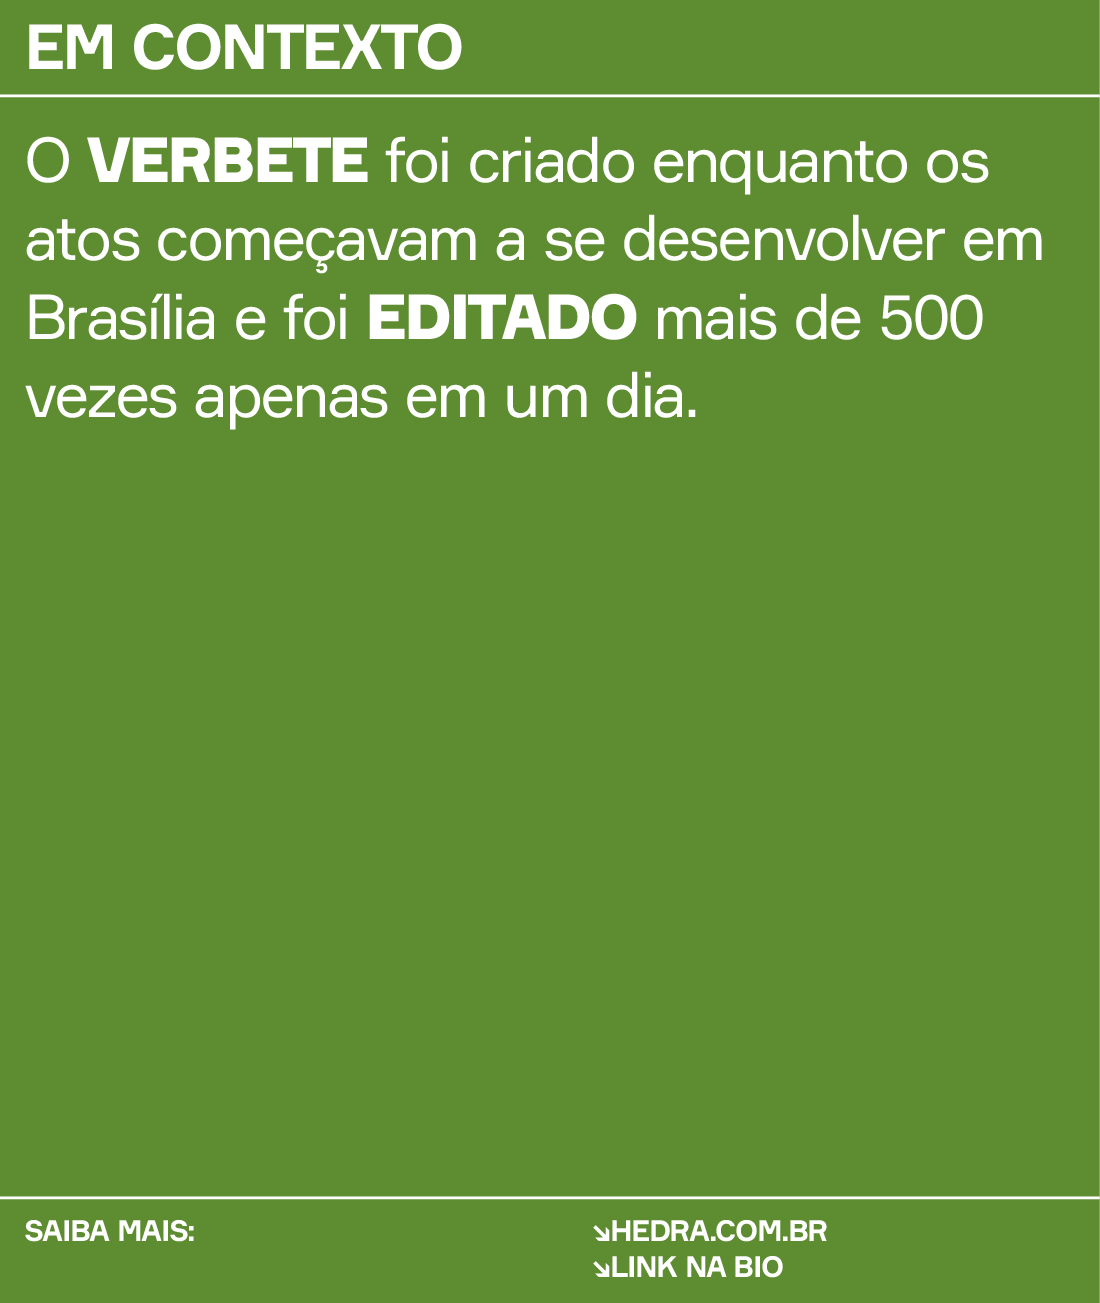 EM CONTEXTO
O VERBETE foi criado enquanto os
atos começavam a se desenvolver em
Brasília e foi EDITADO mais de 500
vezes apenas em um dia.
SAIBA MAIS:
↘HEDRA.COM.BR
↘LINK NA BIO